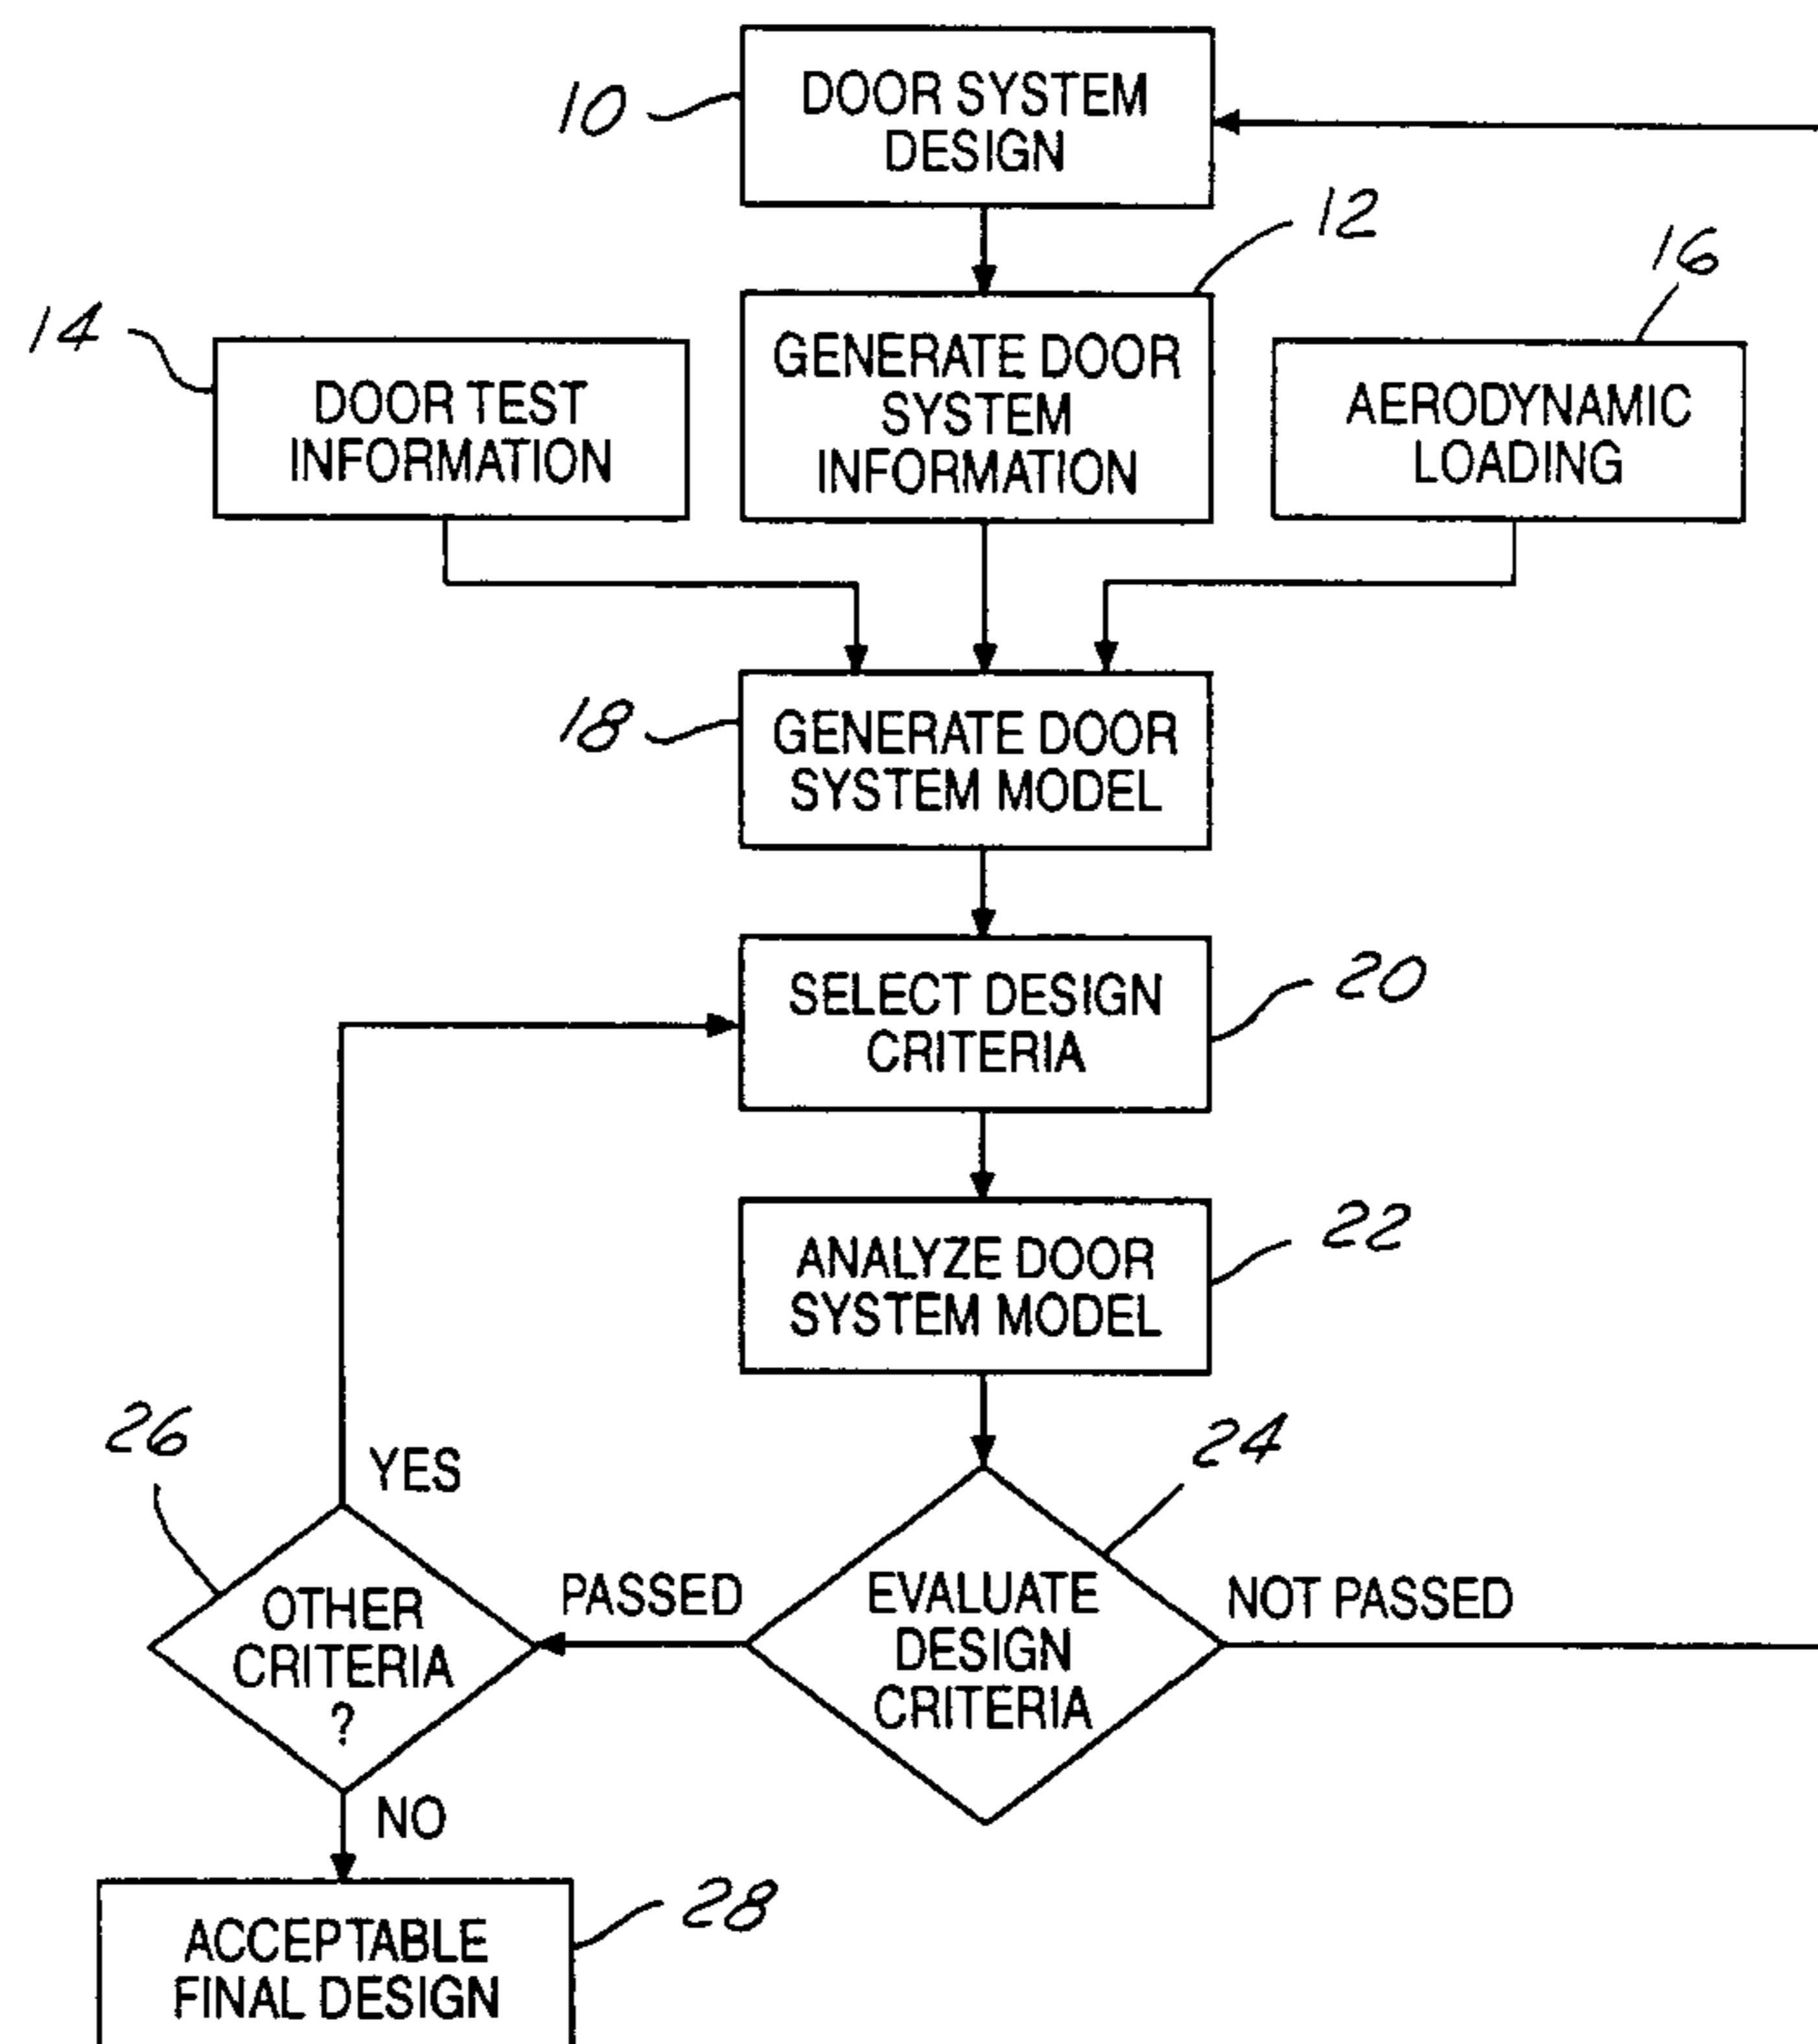 10
DOOR SYSTEM
DESIGN
12
14
16
DOOR TEST
INFORMATION
GENERATE DOOR
SYSTEM
INFORMATION
AERODYNAMIC
LOADING
18
GENERATE DOOR
SYSTEM MODEL
20
SELECT DESIGN
CRITERIA
22
ANALYZE DOOR
SYSTEM MODEL
26
YES
24
OTHER
CRITERIA
?
PASSED
EVALUATE
DESIGN
CRITERIA
NOT PASSED
NO
28
ACCEPTABLE
FINAL DESIGN